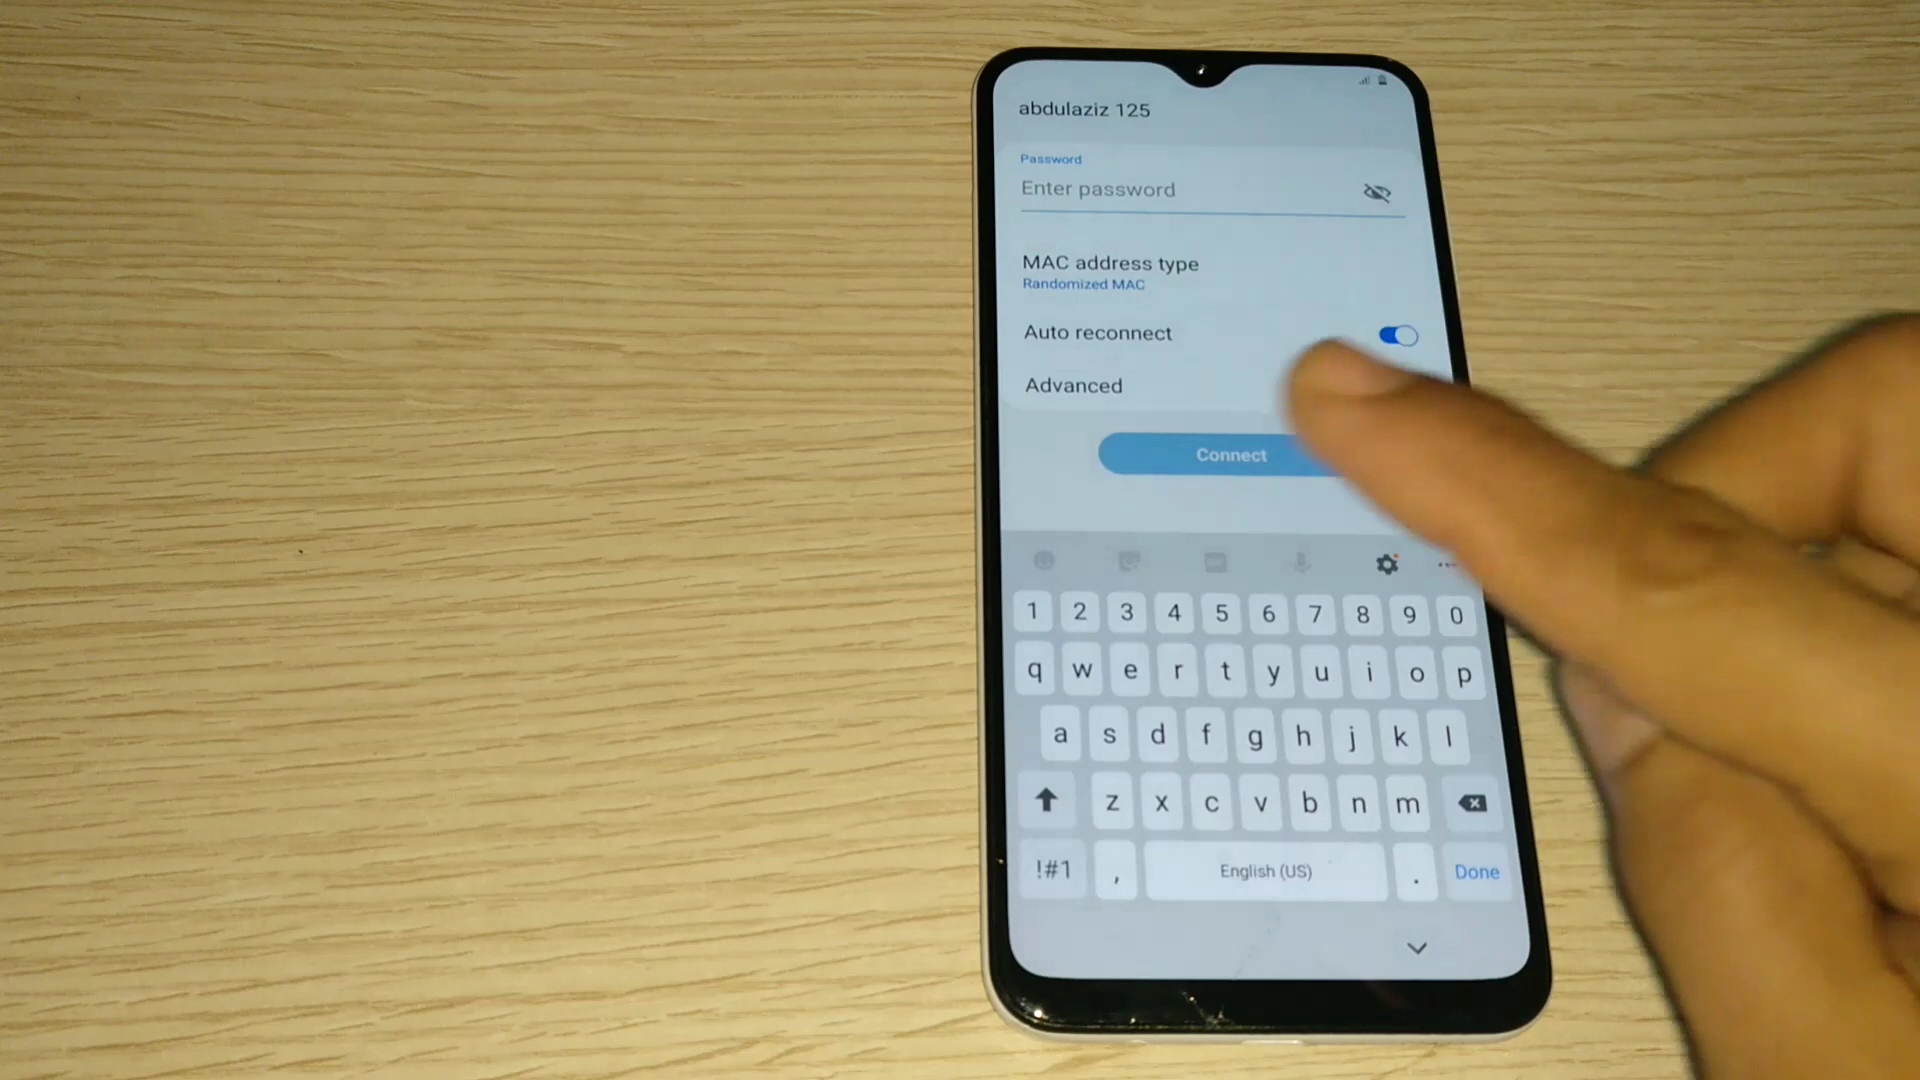 abdulaziz 125
Password
Enter password
MAC address type
Randomized MAC
Auto reconnect
Advanced
Connect
1 2 3 4 5 6 7 8 9 0
q w e r t y u i o p
a s d f g h j k l
z x c v b n m
!#1 , English (US) . Done